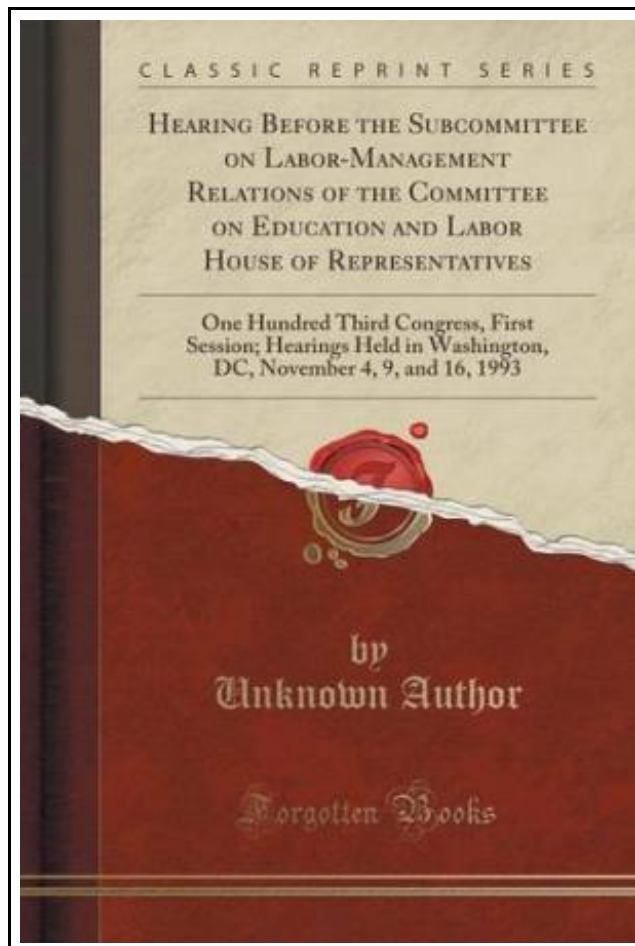 CLASSIC REPRINT SERIES
HEARING BEFORE THE SUBCOMMITTEE
ON LABOR-MANAGEMENT
RELATIONS OF THE COMMITTEE
ON EDUCATION AND LABOR
HOUSE OF REPRESENTATIVES
One Hundred Third Congress, First
Session; Hearings Held in Washington,
DC, November 4, 9, and 16, 1993
by
Unknown Author
Forgotten Books